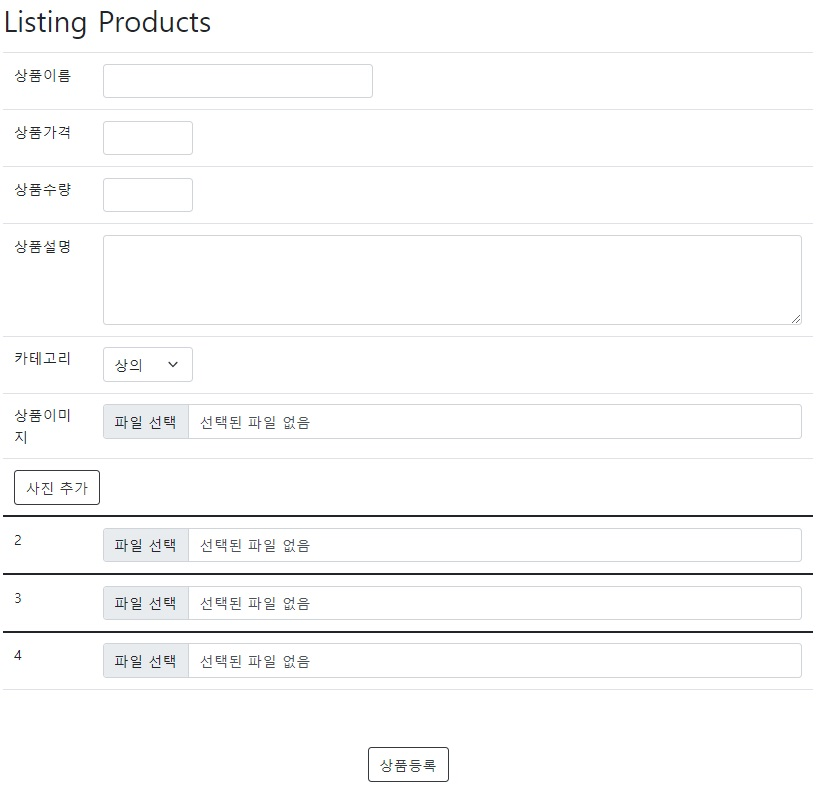 Listing Products
상품이름
상품가격
상품수량
상품설명
카테고리 상의
상품이미
지
파일 선택 선택된 파일 없음
사진 추가
2 파일 선택 선택된 파일 없음
3 파일 선택 선택된 파일 없음
4 파일 선택 선택된 파일 없음
상품등록